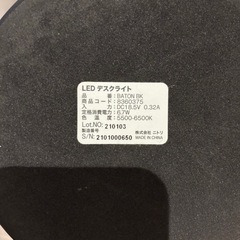 LED デスクライト
品番：BATON BK
商品コード：8360375
入力：DC18.5V 0.32A
定格消費電力：6.7W
色温度：5500-6500K
Lot.NO：210103
製造番号
S/N：2101000650
株式会社 ニトリ
MADE IN CHINA